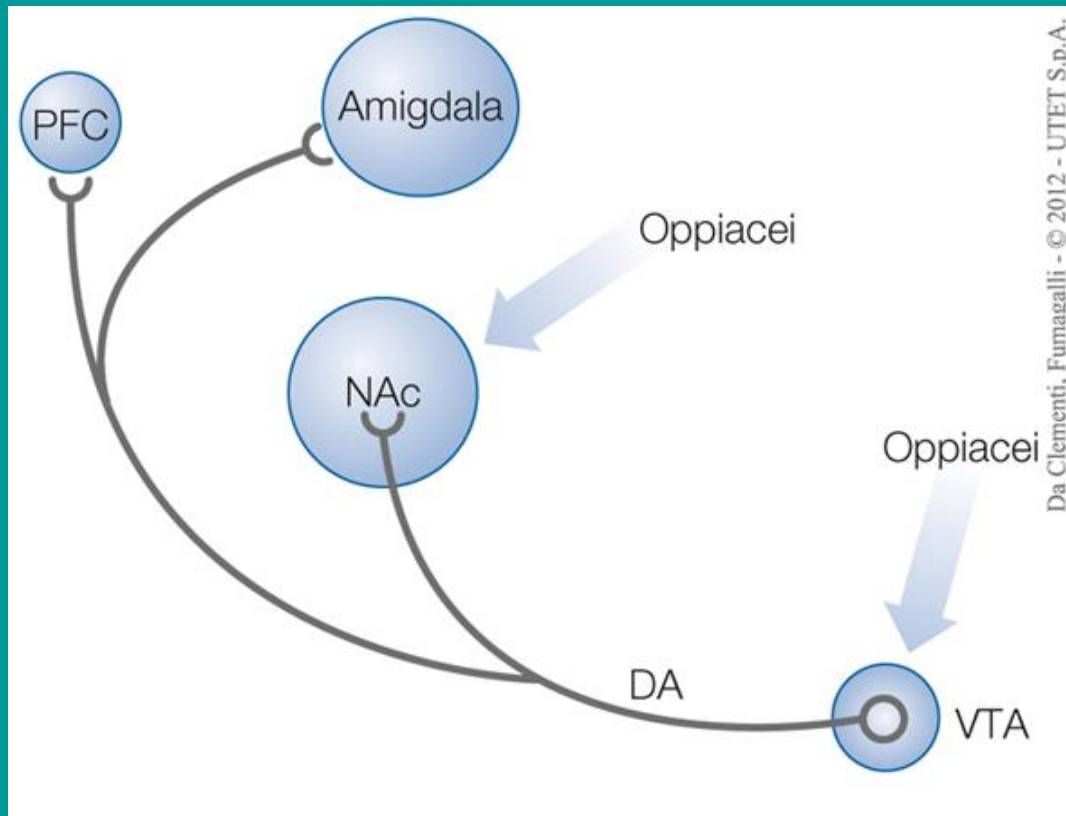 PFC
Amigdala
Oppiacei
NAc
Oppiacei
DA
VTA
Da Clementi, Fumagalli - © 2012 - UTET S.p.A.